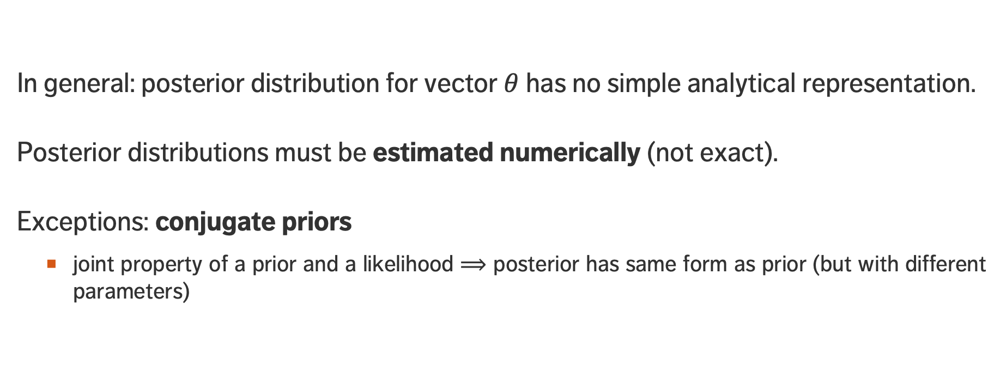 In general: posterior distribution for vector θ has no simple analytical representation.
Posterior distributions must be estimated numerically (not exact).
Exceptions: conjugate priors
joint property of a prior and a likelihood ⟹ posterior has same form as prior (but with different
parameters)